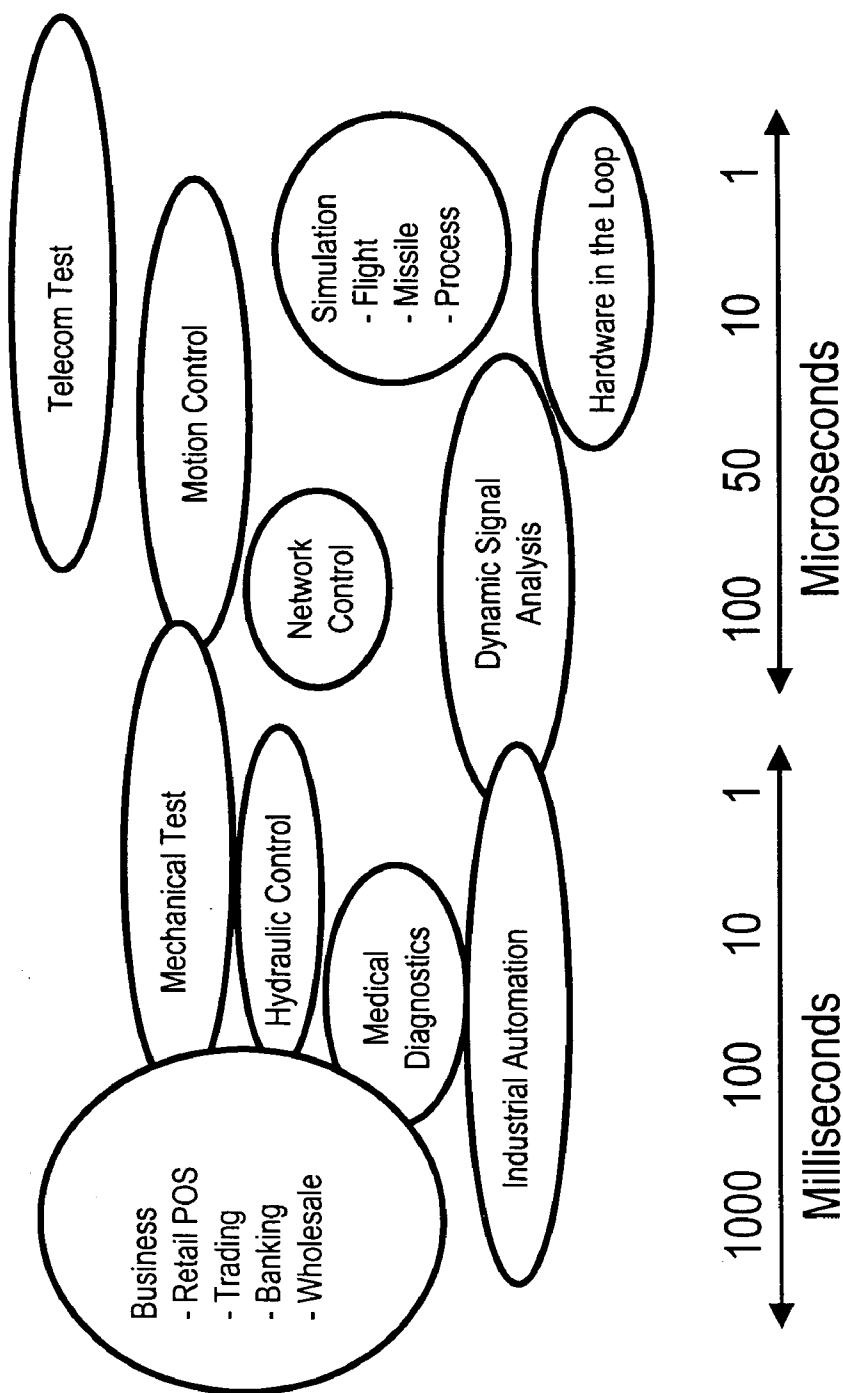 Telecom Test
Motion Control
Mechanical Test
Business
- Retail POS
- Trading
- Banking
- Wholesale
Hydraulic Control
Network
Control
Simulation
- Flight
- Missile
- Process
Medical
Diagnostics
Dynamic Signal
Analysis
Industrial Automation
Hardware in the Loop
1000 100 10 1 100 50 10 1
Milliseconds Microseconds